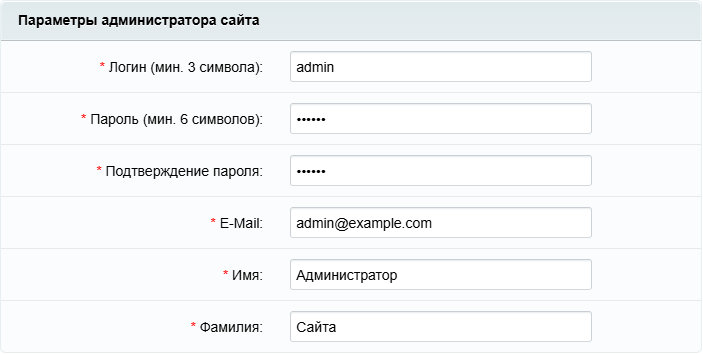 Параметры администратора сайта
* Логин (мин. 3 символа): admin
* Пароль (мин. 6 символов): ••••••
* Подтверждение пароля: ••••••
* E-Mail: admin@example.com
* Имя: Администратор
* Фамилия: Сайта